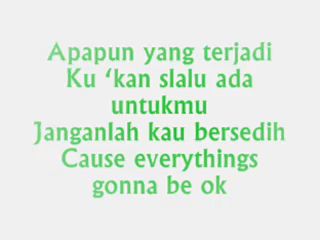 Apapun yang terjadi
Ku ‘kan slalu ada
untukmu
Janganlah kau bersedih
Cause everythings
gonna be ok